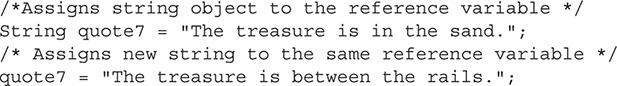 /*Assigns string object to the reference variable */
String quote7 = "The treasure is in the sand.";
/* Assigns new string to the same reference variable */
quote7 = "The treasure is between the rails.";